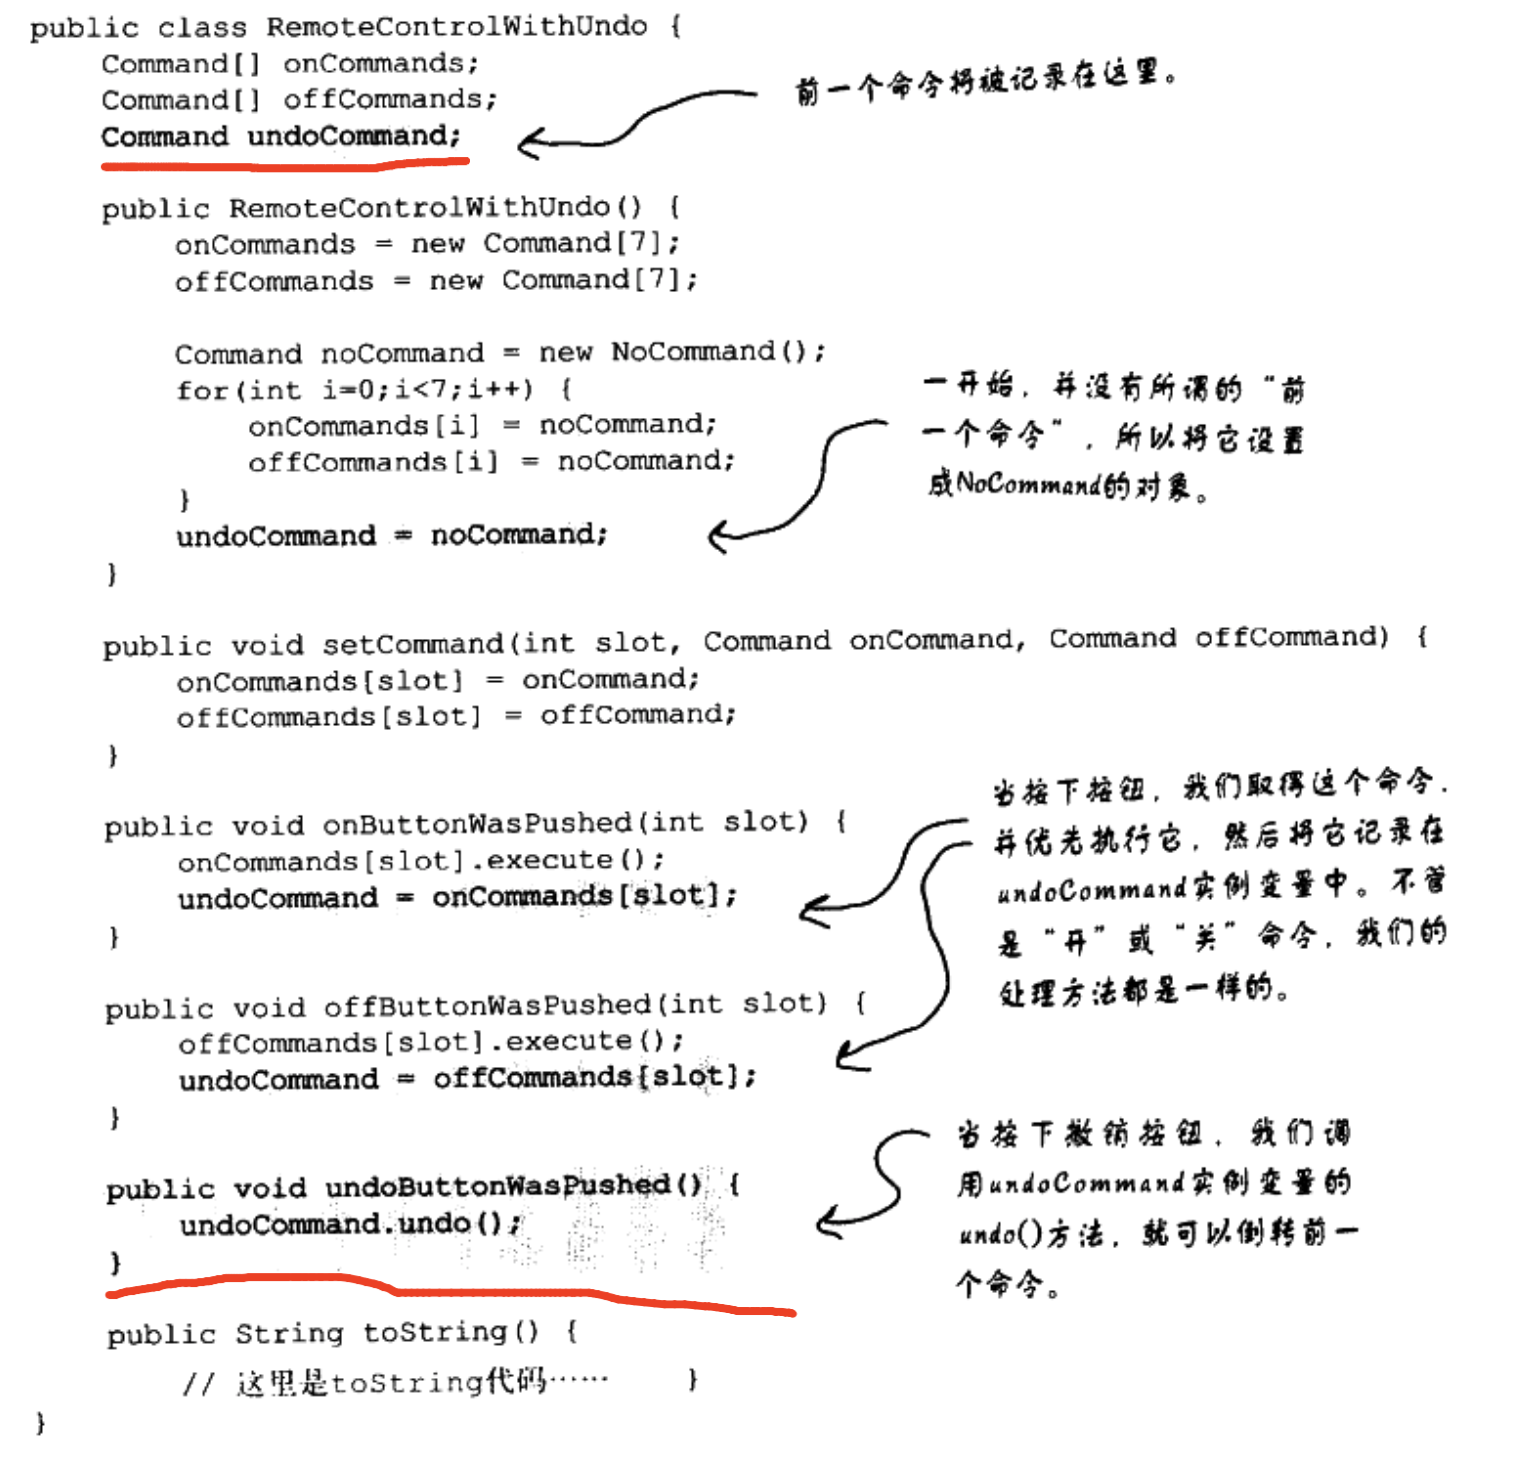 public class RemoteControlWithUndo {
Command[] onCommands;
Command[] offCommands;
Command undoCommand;
前一个命令将被记录在这里。
public RemoteControlWithUndo() {
onCommands = new Command[7];
offCommands = new Command[7];
Command noCommand = new NoCommand();
for(int i=0;i<7;i++) {
onCommands[i] = noCommand;
offCommands[i] = noCommand;
}
undoCommand = noCommand;
}
一开始，并没有所谓的“前
一个命令”，所以将它设置
成NoCommand的对象。
public void setCommand(int slot, Command onCommand, Command offCommand) {
onCommands[slot] = onCommand;
offCommands[slot] = offCommand;
}
public void onButtonWasPushed(int slot) {
onCommands[slot].execute();
undoCommand = onCommands[slot];
}
当按下按钮，我们取得这个命令，
并优先执行它，然后将它记录在
undoCommand实例变量中。不管
是“开”或“关”命令，我们的
处理方法都是一样的。
public void offButtonWasPushed(int slot) {
offCommands[slot].execute();
undoCommand = offCommands[slot];
}
public void undoButtonWasPushed() {
undoCommand.undo();
}
当按下撤销按钮，我们调
用undoCommand实例变量的
undo()方法，就可以倒转前一
个命令。
public String toString() {
// 这里是toString代码…… }
}